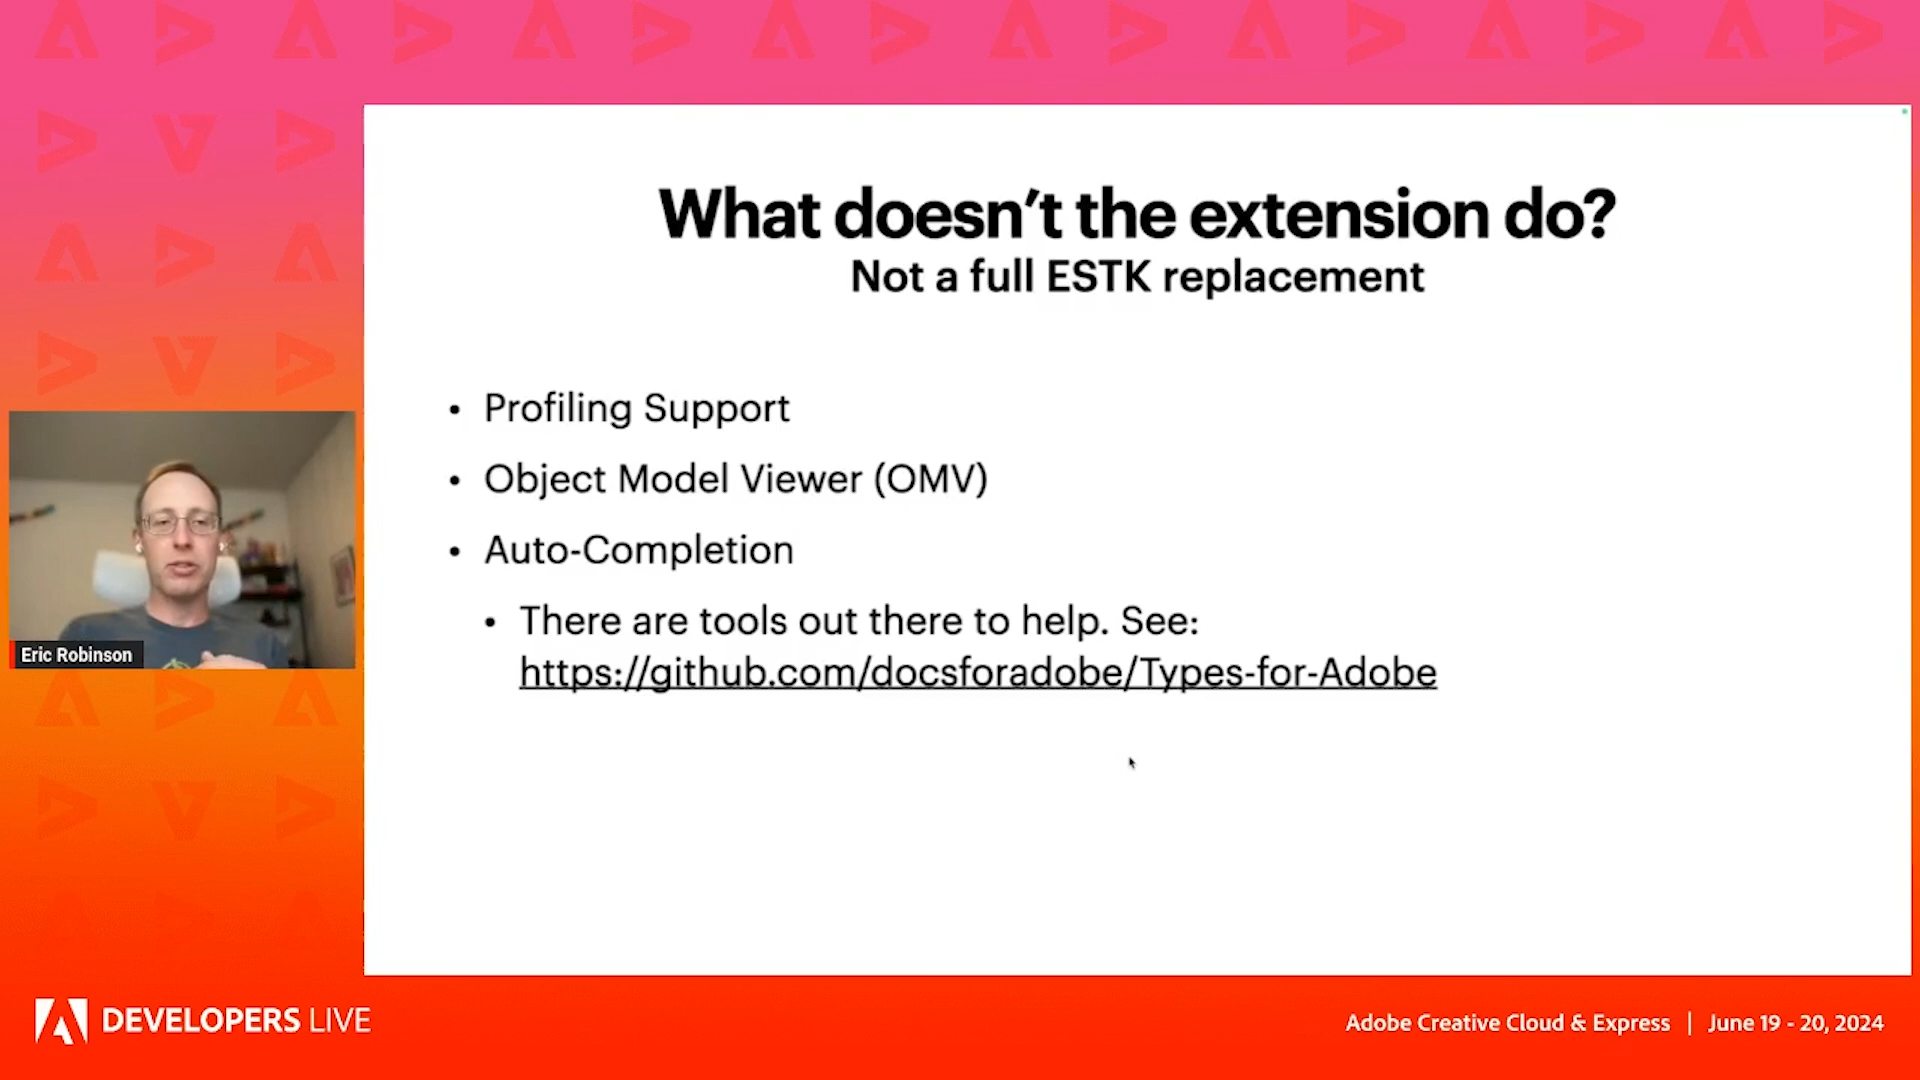 What doesn't the extension do?
Not a full ESTK replacement
• Profiling Support
• Object Model Viewer (OMV)
• Auto-Completion
• There are tools out there to help. See:
https://github.com/docsforadobe/Types-for-Adobe
Eric Robinson
DEVELOPERS LIVE
Adobe Creative Cloud & Express | June 19 - 20, 2024